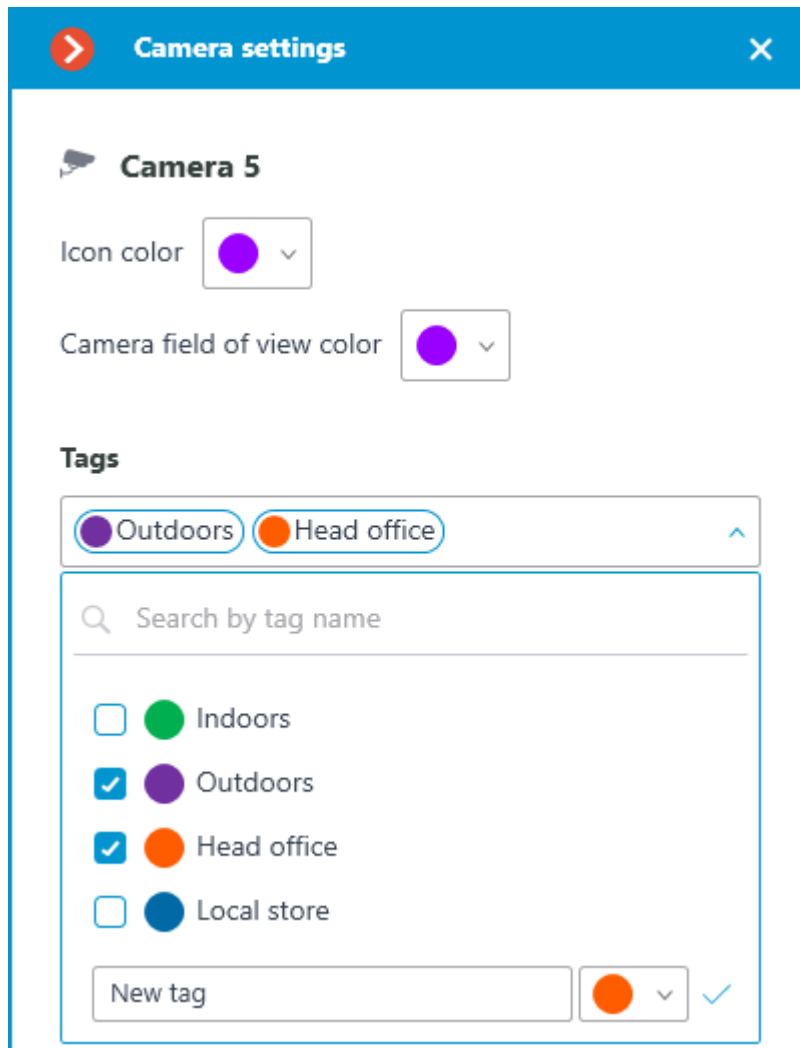 Camera settings
Camera 5
Icon color
Camera field of view color
Tags
Outdoors Head office
Search by tag name
Indoors
Outdoors
Head office
Local store
New tag